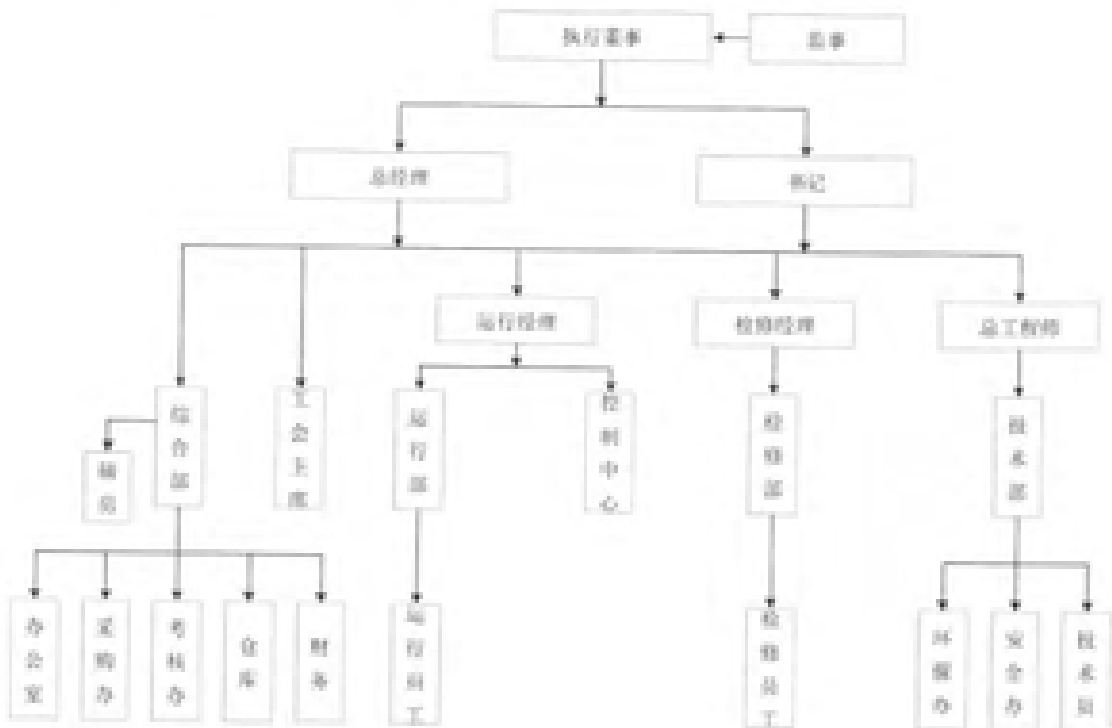 执行董事
监事
总经理
书记
运行经理
检修经理
总工程师
综合部
工会主席
运行部
控制中心
检修部
技术部
办公室
采购办
考核办
仓库
财务
运行员工
检修员工
环保办
安全办
技术员